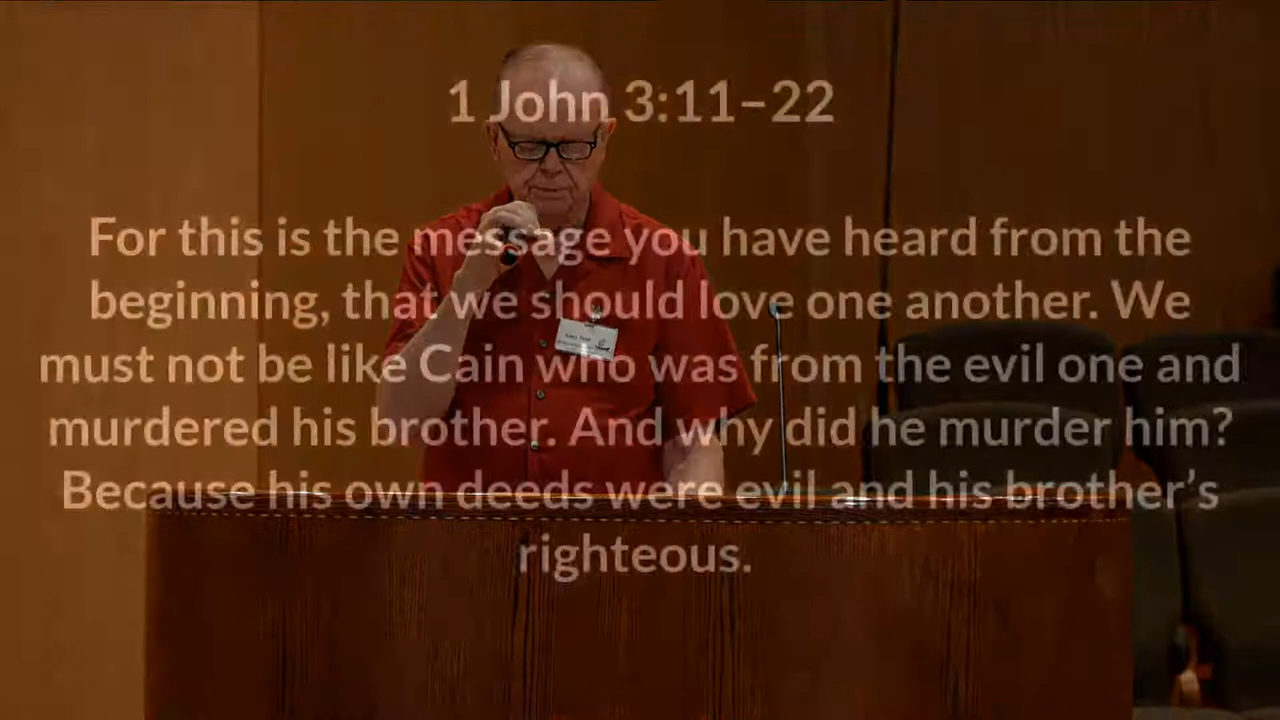 1 John 3:11–22
For this is the message you have heard from the
beginning, that we should love one another. We
must not be like Cain who was from the evil one and
murdered his brother. And why did he murder him?
Because his own deeds were evil and his brother’s
righteous.